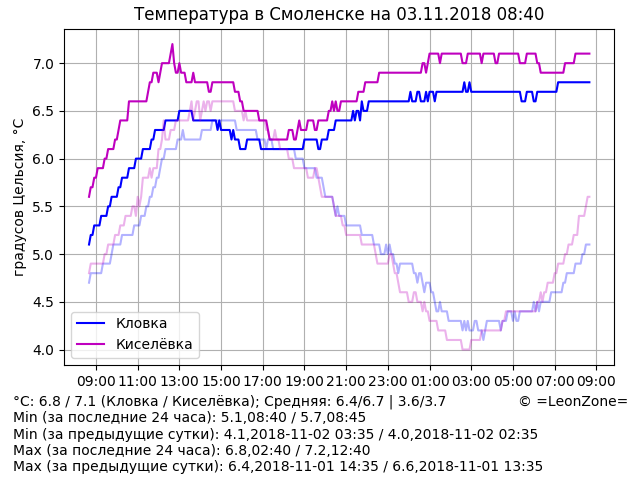 Температура в Смоленске на 03.11.2018 08:40
7.0
6.5
6.0
5.5
5.0
4.5
4.0
градусов Цельсия, °C
Кловка
Киселёвка
09:00 11:00 13:00 15:00 17:00 19:00 21:00 23:00 01:00 03:00 05:00 07:00 09:00
°C: 6.8 / 7.1 (Кловка / Киселёвка); Средняя: 6.4/6.7 | 3.6/3.7 © =LeonZone=
Min (за последние 24 часа): 5.1,08:40 / 5.7,08:45
Min (за предыдущие сутки): 4.1,2018-11-02 03:35 / 4.0,2018-11-02 02:35
Max (за последние 24 часа): 6.8,02:40 / 7.2,12:40
Max (за предыдущие сутки): 6.4,2018-11-01 14:35 / 6.6,2018-11-01 13:35